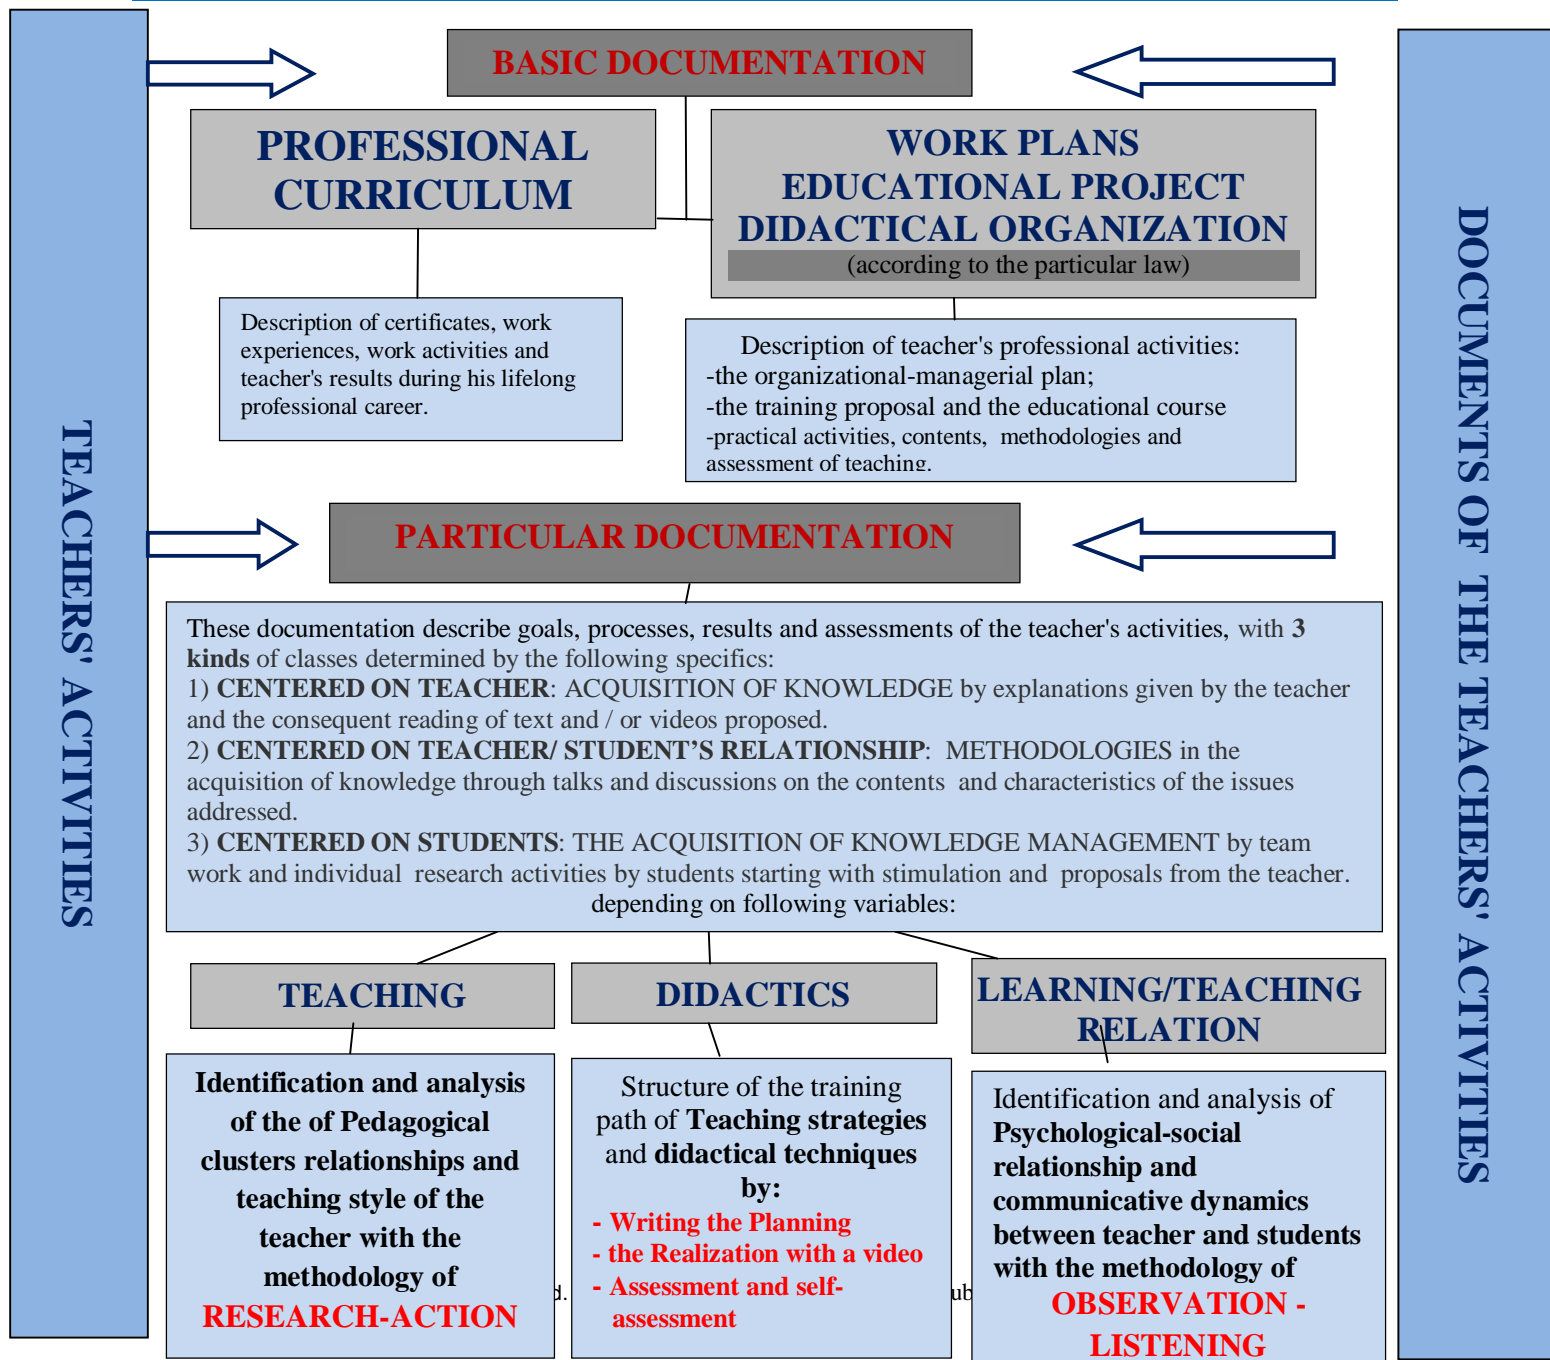 TEACHERS' ACTIVITIES
BASIC DOCUMENTATION
PROFESSIONAL
CURRICULUM
WORK PLANS
EDUCATIONAL PROJECT
DIDACTICAL ORGANIZATION
(according to the particular law)
Description of certificates, work
experiences, work activities and
teacher's results during his lifelong
professional career.
Description of teacher's professional activities:
-the organizational-managerial plan;
-the training proposal and the educational course
-practical activities, contents, methodologies and
assessment of teaching.
PARTICULAR DOCUMENTATION
These documentation describe goals, processes, results and assessments of the teacher's activities, with 3
kinds of classes determined by the following specifics:
1) CENTERED ON TEACHER: ACQUISITION OF KNOWLEDGE by explanations given by the teacher
and the consequent reading of text and / or videos proposed.
2) CENTERED ON TEACHER/ STUDENT’S RELATIONSHIP: METHODOLOGIES in the
acquisition of knowledge through talks and discussions on the contents and characteristics of the issues
addressed.
3) CENTERED ON STUDENTS: THE ACQUISITION OF KNOWLEDGE MANAGEMENT by team
work and individual research activities by students starting with stimulation and proposals from the teacher.
depending on following variables:
TEACHING
Identification and analysis
of the of Pedagogical
clusters relationships and
teaching style of the
teacher with the
methodology of
RESEARCH-ACTION
DIDACTICS
Structure of the training
path of Teaching strategies
and didactical techniques
by:
- Writing the Planning
- the Realization with a video
- Assessment and self-
assessment
LEARNING/TEACHING
RELATION
Identification and analysis of
Psychological-social
relationship and
communicative dynamics
between teacher and students
with the methodology of
OBSERVATION -
LISTENING
DOCUMENTS OF THE TEACHERS' ACTIVITIES